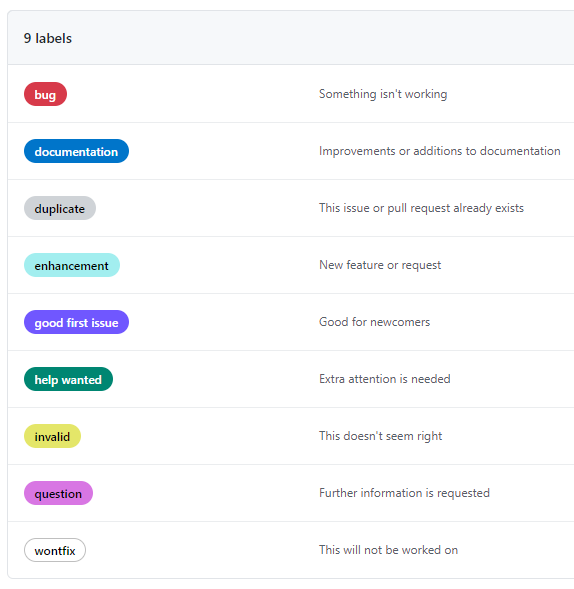 9 labels
bug Something isn't working
documentation Improvements or additions to documentation
duplicate This issue or pull request already exists
enhancement New feature or request
good first issue Good for newcomers
help wanted Extra attention is needed
invalid This doesn't seem right
question Further information is requested
wontfix This will not be worked on